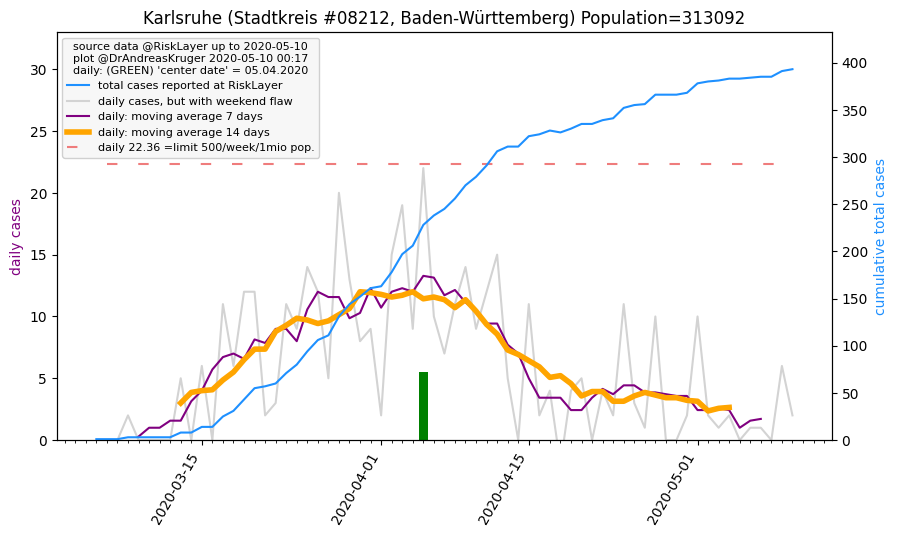 Karlsruhe (Stadtkreis #08212, Baden-Württemberg) Population=313092
source data @RiskLayer up to 2020-05-10
plot @DrAndreasKruger 2020-05-10 00:17
daily: (GREEN) 'center date' = 05.04.2020
total cases reported at RiskLayer
daily cases, but with weekend flaw
daily: moving average 7 days
daily: moving average 14 days
daily 22.36 =limit 500/week/1mio pop.
daily cases
30
25
20
15
10
5
0
cumulative total cases
400
350
300
250
200
150
100
50
0
2020-03-15
2020-04-01
2020-04-15
2020-05-01